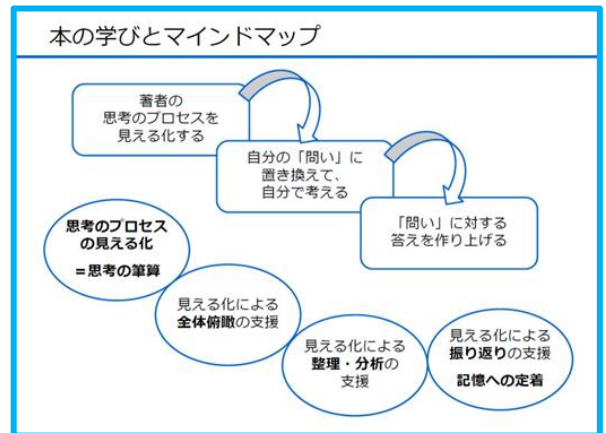 本の学びとマインドマップ
著者の
思考のプロセスを
見える化する
自分の「問い」に
置き換えて、
自分で考える
「問い」に対する
答えを作り上げる
思考のプロセス
の見える化
=思考の筆算
見える化による
全体俯瞰の支援
見える化による
整理・分析の
支援
見える化による
振り返りの支援
記憶への定着